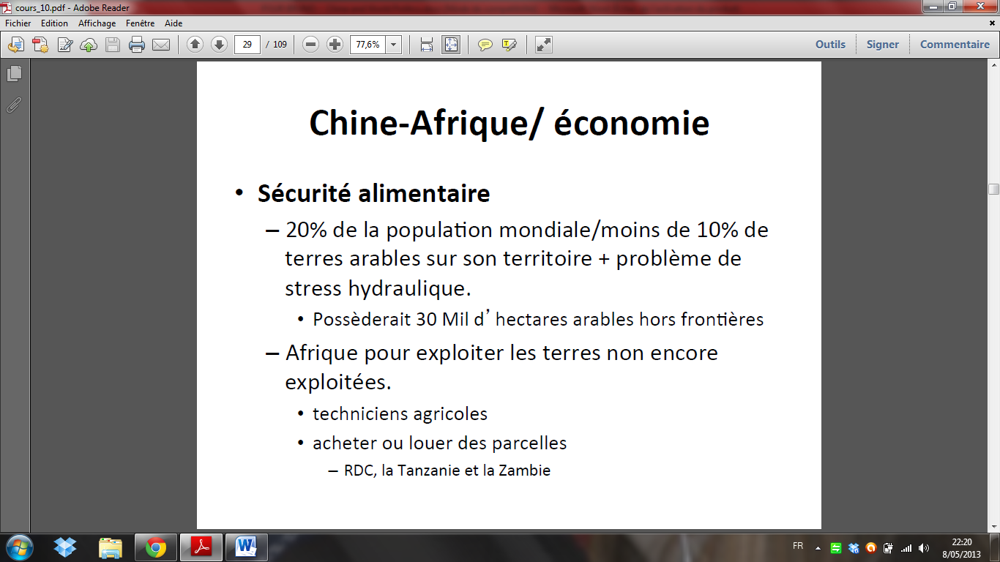 cours_10.pdf - Adobe Reader
Fichier Edition Affichage Fenêtre Aide
29 / 109 77,6% Outils Signer Commentaire
Chine-Afrique/ économie
• Sécurité alimentaire
– 20% de la population mondiale/moins de 10% de
terres arables sur son territoire + problème de
stress hydraulique.
• Possèderait 30 Mil d’ hectares arables hors frontières
– Afrique pour exploiter les terres non encore
exploitées.
• techniciens agricoles
• acheter ou louer des parcelles
– RDC, la Tanzanie et la Zambie
FR 22:20
8/05/2013